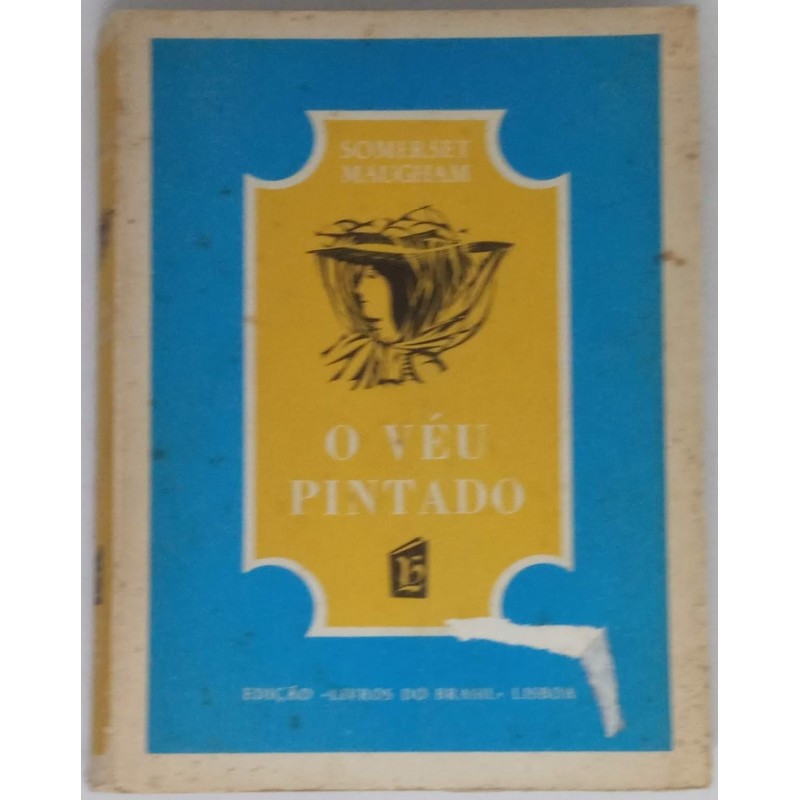 SOMERSET
MAUGHAM
O VÉU
PINTADO
EDIÇÃO «LIVROS DO BRASIL» LISBOA